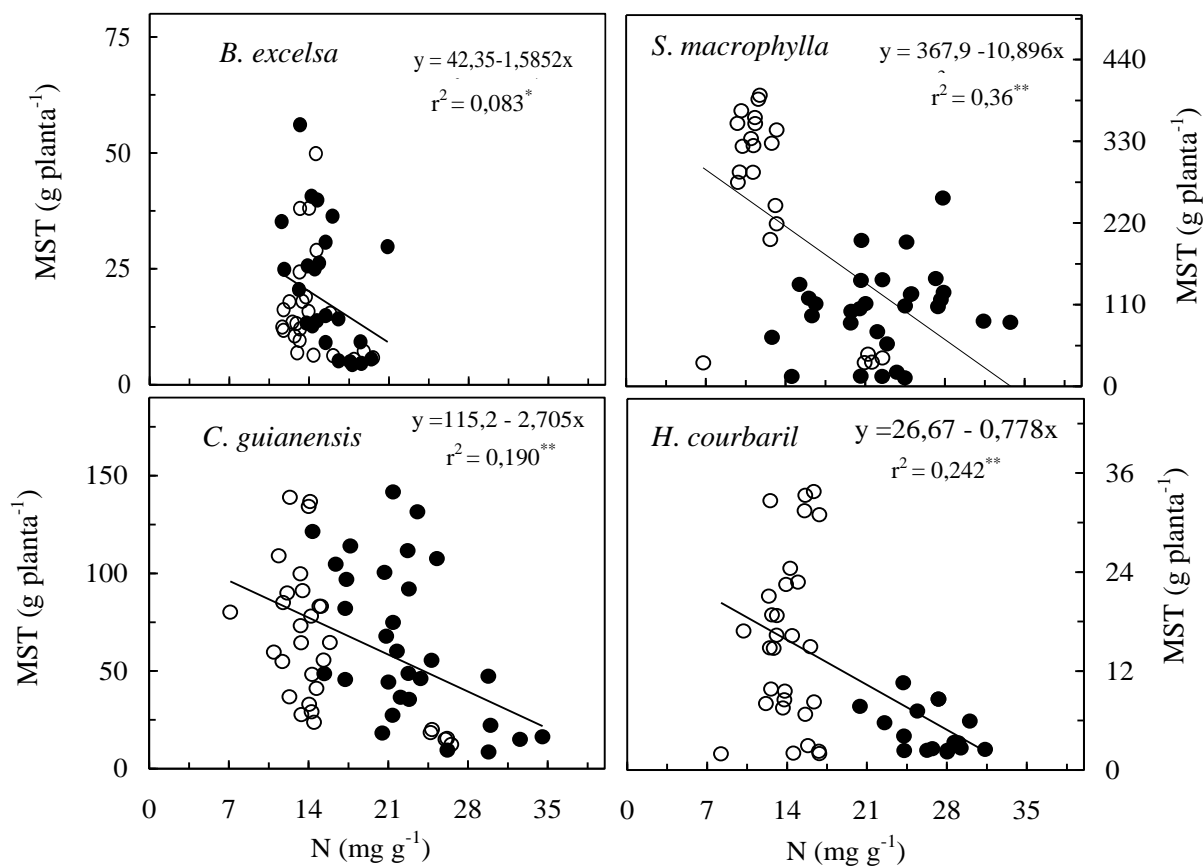 75
50
25
0
MST (g planta⁻¹)
B. excelsa
y = 42,35-1,5852x
r² = 0,083*
S. macrophylla
y = 367,9 -10,896x
r² = 0,36**
440
330
220
110
0
MST (g planta⁻¹)
150
100
50
0
MST (g planta⁻¹)
C. guianensis
y =115,2 - 2,705x
r² = 0,190**
H. courbaril
y =26,67 - 0,778x
r² = 0,242**
36
24
12
0
MST (g planta⁻¹)
0 7 14 21 28 35
N (mg g⁻¹)
0 7 14 21 28 35
N (mg g⁻¹)